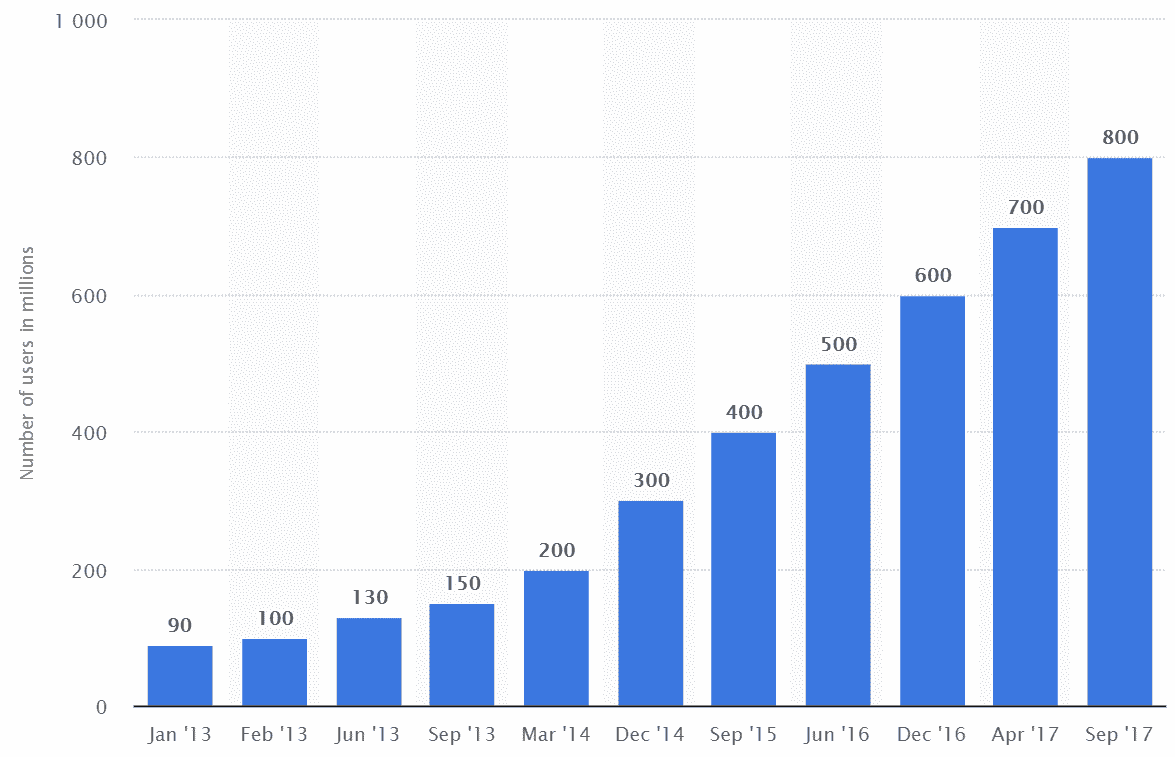 1 000
800
600
400
200
0
Number of users in millions
90
100
130
150
200
300
400
500
600
700
800
Jan '13
Feb '13
Jun '13
Sep '13
Mar '14
Dec '14
Sep '15
Jun '16
Dec '16
Apr '17
Sep '17